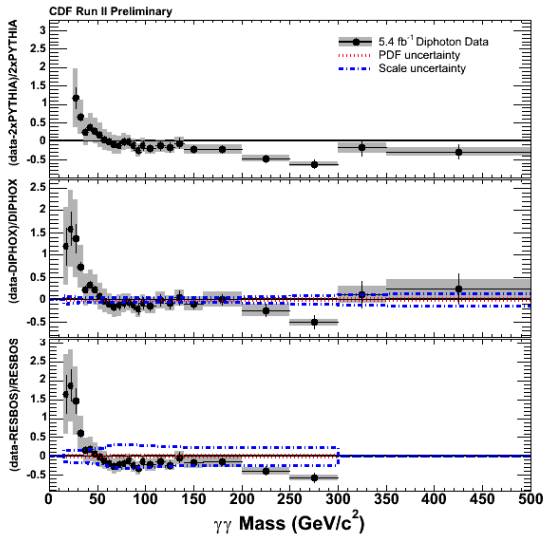 CDF Run II Preliminary
(data-2xPYTHIA)/2xPYTHIA
3
2.5
2
1.5
1
0.5
0
-0.5
5.4 fb⁻¹ Diphoton Data
PDF uncertainty
Scale uncertainty
(data-DIPHOX)/DIPHOX
2.5
2
1.5
1
0.5
0
-0.5
(data-RESBOS)/RESBOS
3
2.5
2
1.5
1
0.5
0
-0.5
0 50 100 150 200 250 300 350 400 450 500
γγ Mass (GeV/c²)